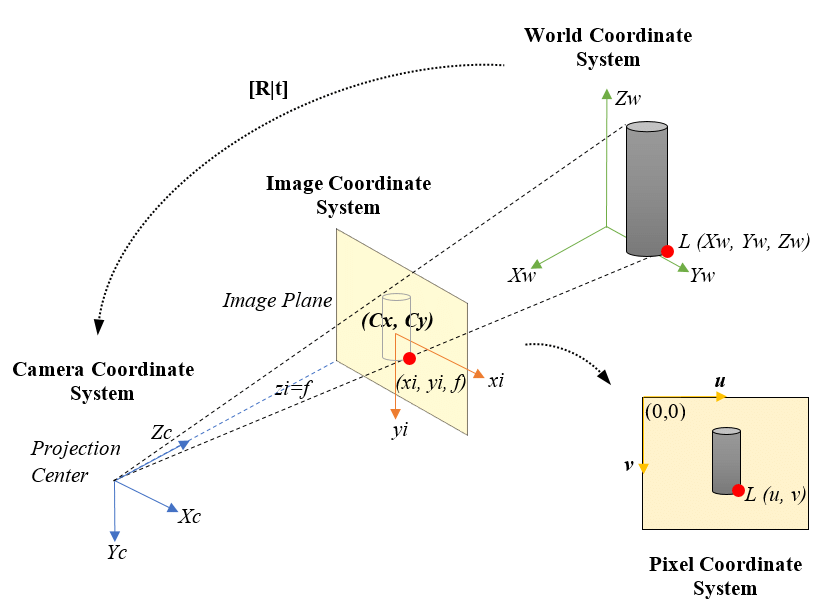 World Coordinate
System
[R|t]
Zw
Image Coordinate
System
L (Xw, Yw, Zw)
Xw
Yw
Image Plane
(Cx, Cy)
Camera Coordinate
System
zi=f
(xi, yi, f)
xi
u
(0,0)
yi
Zc
Projection
Center
v
L (u, v)
Xc
Yc
Pixel Coordinate
System